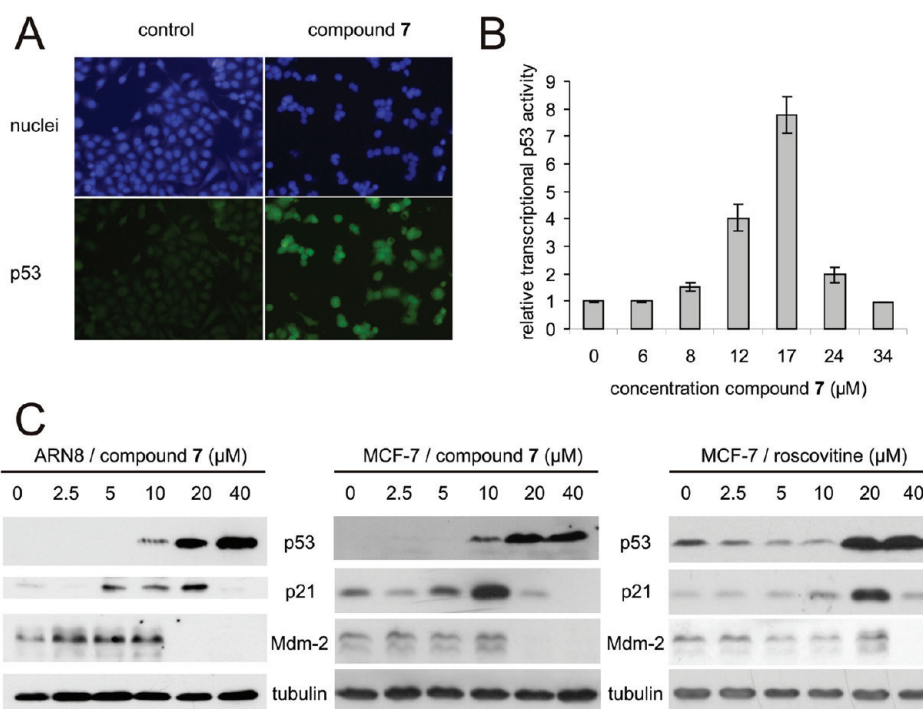 A
control
compound 7
nuclei
p53
B
relative transcriptional p53 activity
9
8
7
6
5
4
3
2
1
0
0 6 8 12 17 24 34
concentration compound 7 (µM)
C
ARN8 / compound 7 (µM)
0 2.5 5 10 20 40
MCF-7 / compound 7 (µM)
0 2.5 5 10 20 40
MCF-7 / roscovitine (µM)
0 2.5 5 10 20 40
p53 p53
p21 p21
Mdm-2 Mdm-2
tubulin tubulin